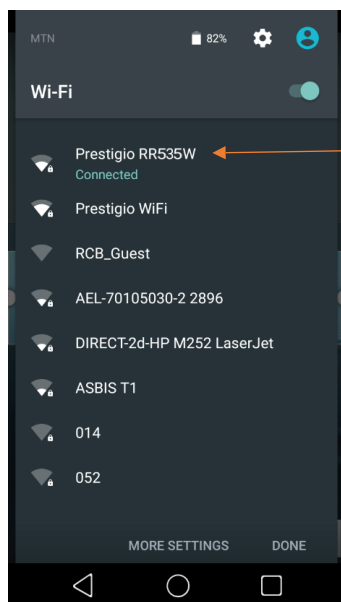 MTN 82%
Wi-Fi
Prestigio RR535W
Connected
Prestigio WiFi
RCB_Guest
AEL-70105030-2 2896
DIRECT-2d-HP M252 LaserJet
ASBIS T1
014
052
MORE SETTINGS DONE